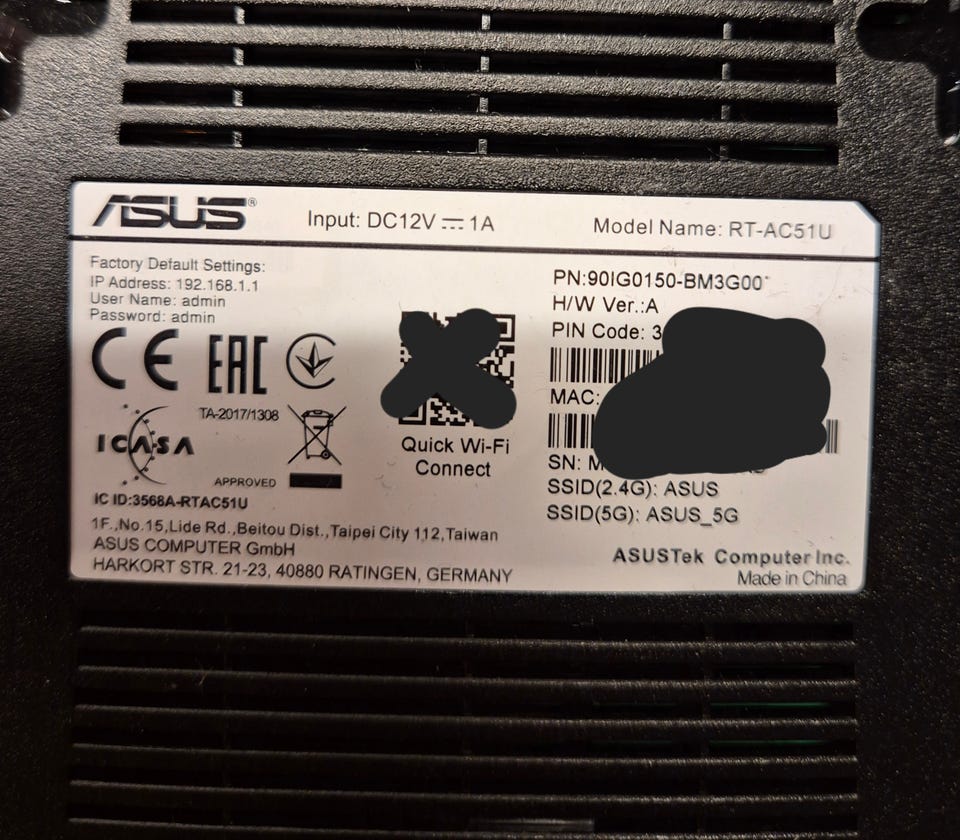 ASUS®
Input: DC12V ⎓ 1A
Model Name: RT-AC51U
Factory Default Settings:
IP Address: 192.168.1.1
User Name: admin
Password: admin
CE
EAC
TA-2017/1308
ICASA
APPROVED
IC ID:3568A-RTAC51U
1F.,No.15,Lide Rd.,Beitou Dist.,Taipei City 112,Taiwan
ASUS COMPUTER GmbH
HARKORT STR. 21-23, 40880 RATINGEN, GERMANY
Quick Wi-Fi
Connect
PN:90IG0150-BM3G00*
H/W Ver.:A
PIN Code: 3
MAC:
SN: M
SSID(2.4G): ASUS
SSID(5G): ASUS_5G
ASUSTek Computer Inc.
Made in China